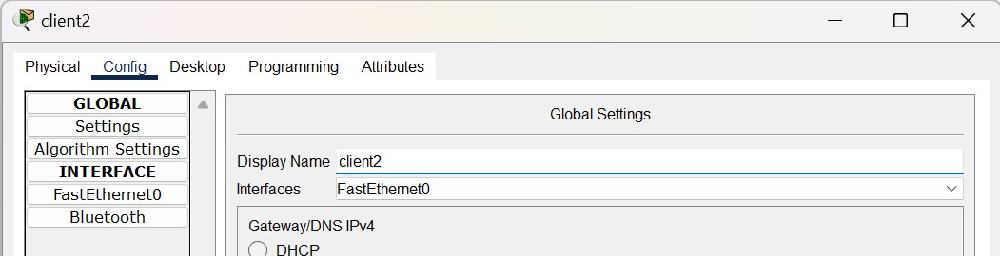 client2
Physical Config Desktop Programming Attributes
GLOBAL
Settings
Algorithm Settings
INTERFACE
FastEthernet0
Bluetooth
Global Settings
Display Name client2
Interfaces FastEthernet0
Gateway/DNS IPv4
DHCP